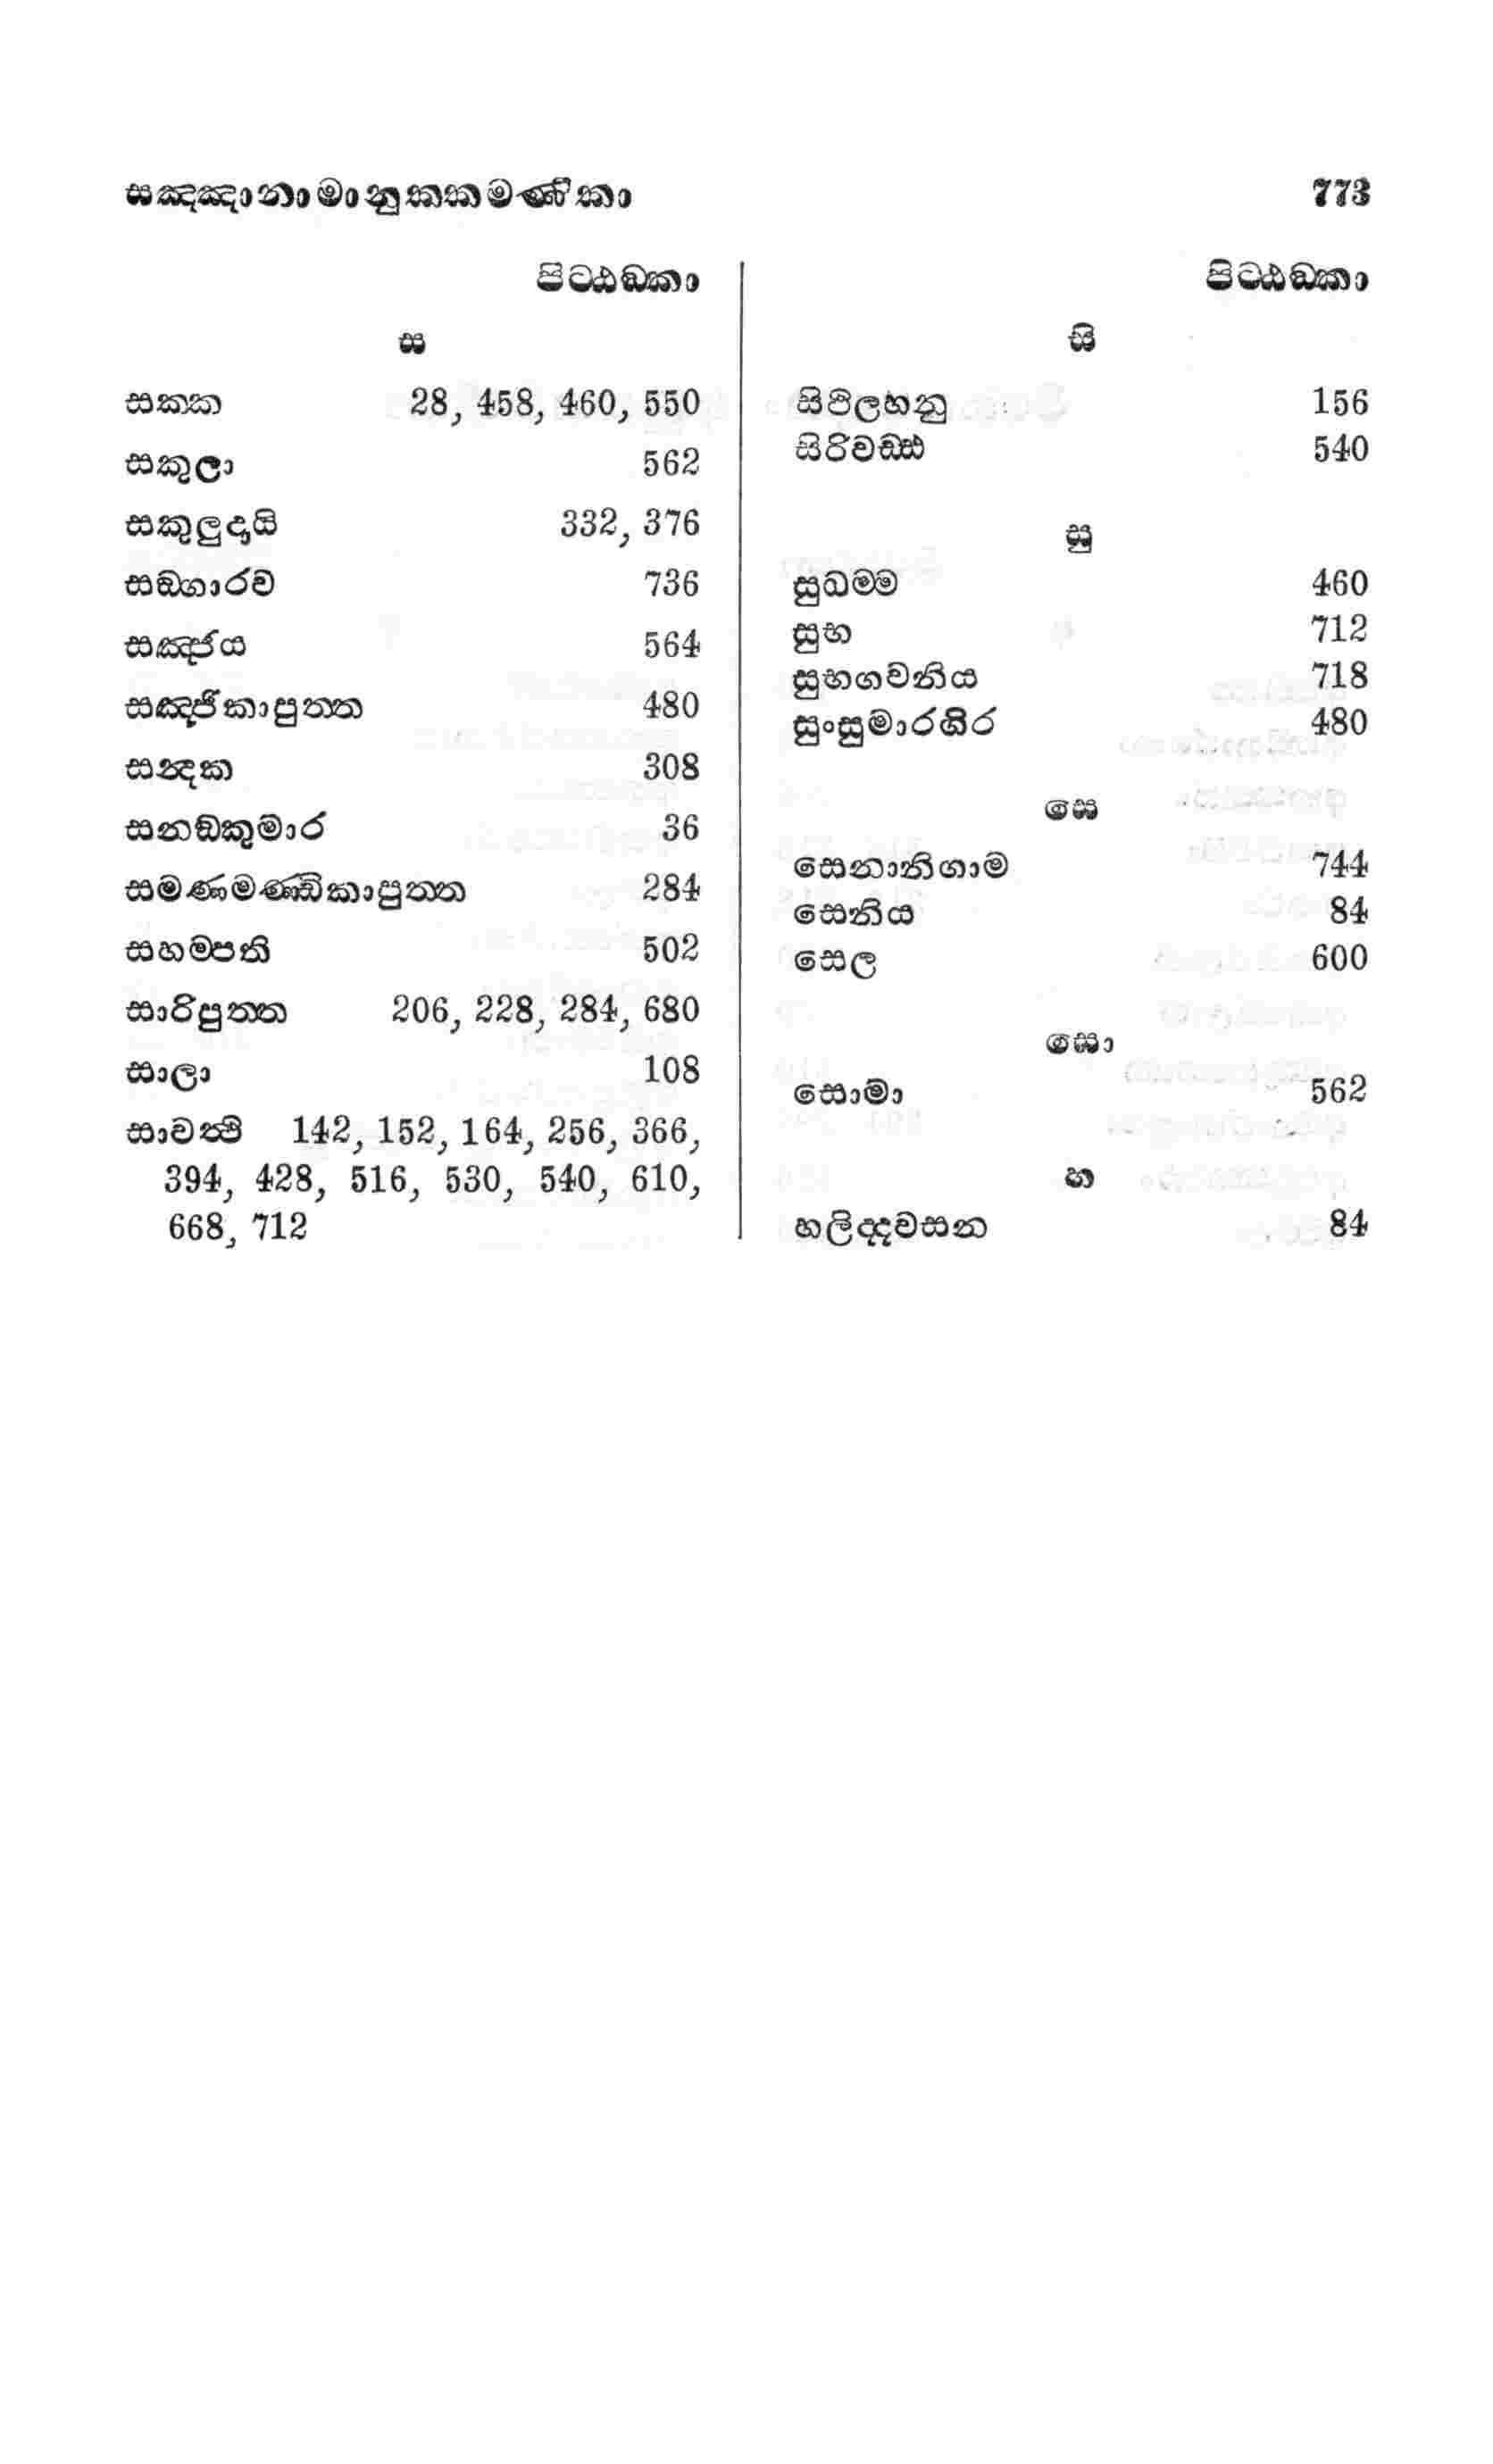 සඤ්ඤානාමානුක්කමණිකා 773
පිට්ඨඞ්කා
ස
සක්ක 28, 458, 460, 550
සකුලා 562
සකුලුදායි 332, 376
සඞ්ගාරව 736
සඤ්ජය 564
සඤ්ජිකාපුත්ත 480
සන්දක 308
සනඞ්කුමාර 36
සමණමණ්ඩිකාපුත්ත 284
සහම්පති 502
සාරිපුත්ත 206, 228, 284, 680
සාලා 108
සාවත්ථි 142, 152, 164, 256, 366,
394, 428, 516, 530, 540, 610,
668, 712
පිට්ඨඞ්කා
සි
සිථිලහනු 156
සිරිවඩ්ඪ 540
සු
සුධම්ම 460
සුභ 712
සුභගවනිය 718
සුංසුමාරගිර 480
සෙ
සෙනානිගාම 744
සෙනිය 84
සෙල 600
සො
සොමා 562
හ
හලිද්දවසන 84